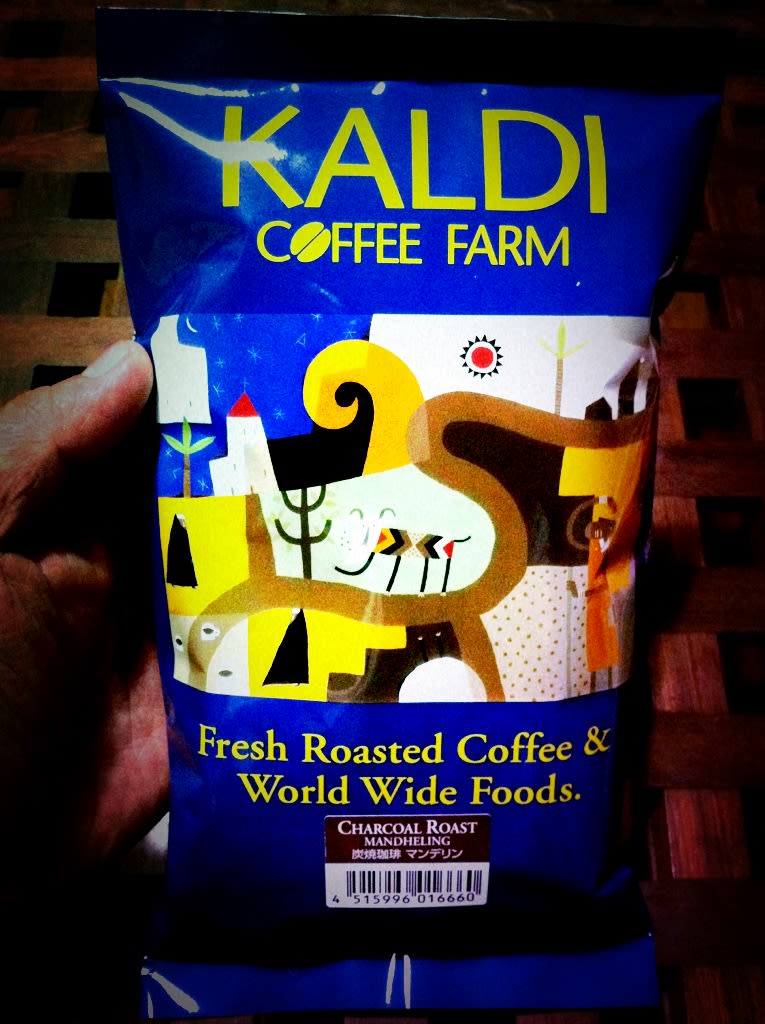 KALDI
COFFEE FARM
Fresh Roasted Coffee &
World Wide Foods.
CHARCOAL ROAST
MANDHELING
炭焼珈琲 マンデリン
4 515996 016660